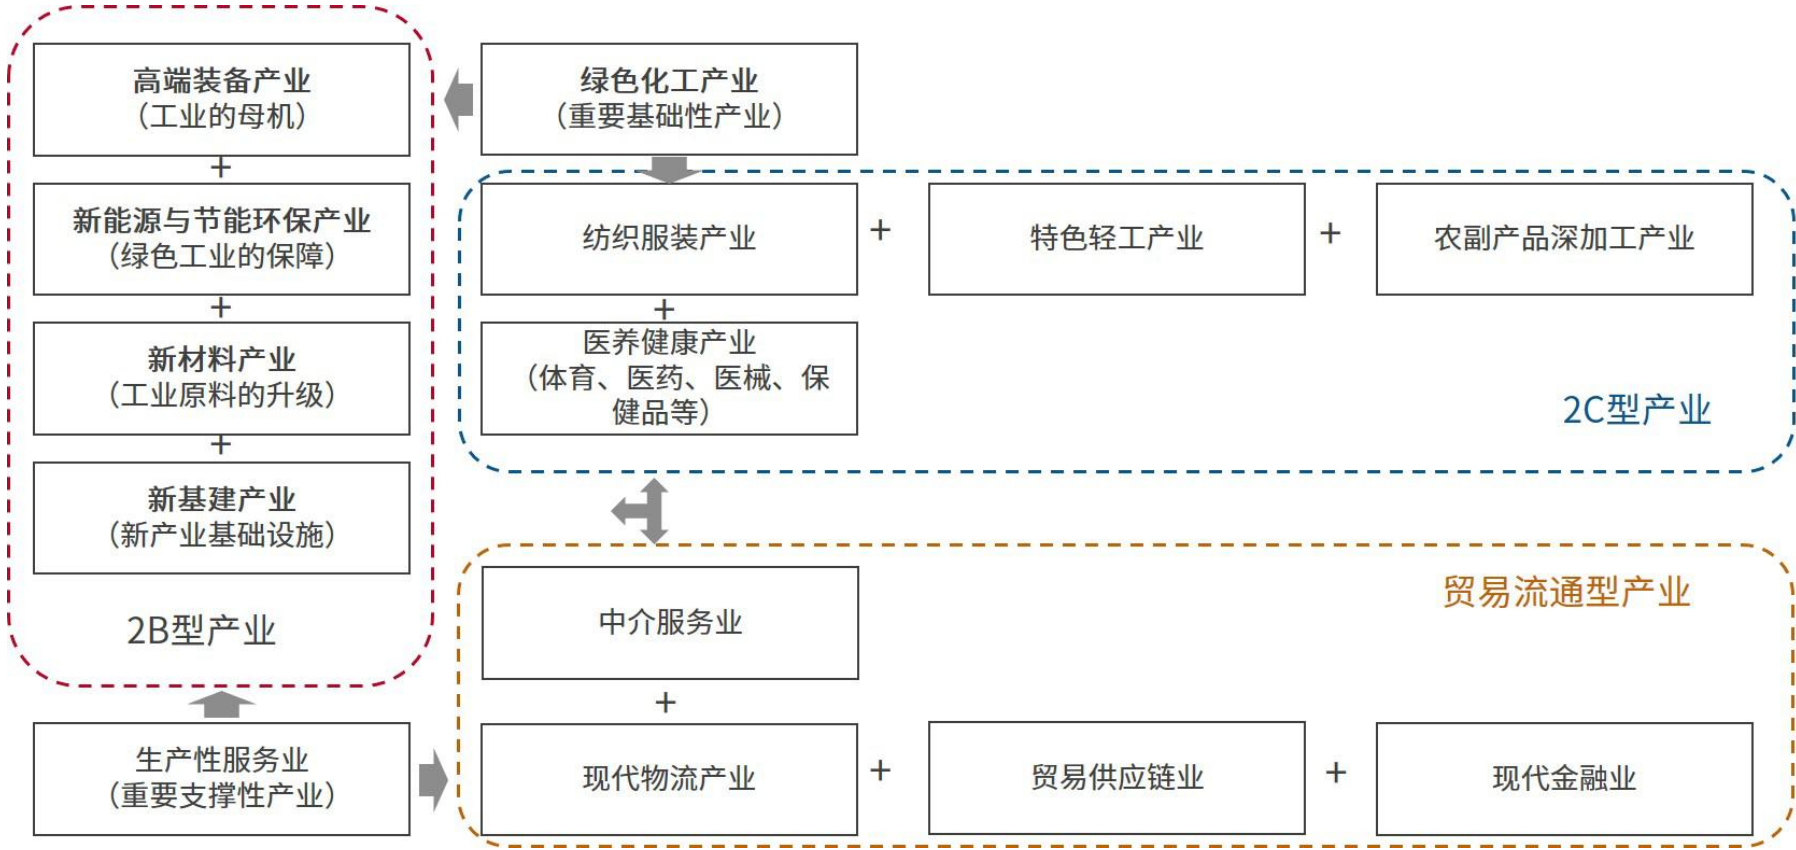 高端装备产业
（工业的母机）
+
新能源与节能环保产业
（绿色工业的保障）
+
新材料产业
（工业原料的升级）
+
新基建产业
（新产业基础设施）
2B型产业
生产性服务业
（重要支撑性产业）
绿色化工产业
（重要基础性产业）
纺织服装产业
+
特色轻工产业
+
农副产品深加工产业
+
医养健康产业
（体育、医药、医械、保
健品等）
2C型产业
贸易流通型产业
中介服务业
+
现代物流产业
+
贸易供应链业
+
现代金融业